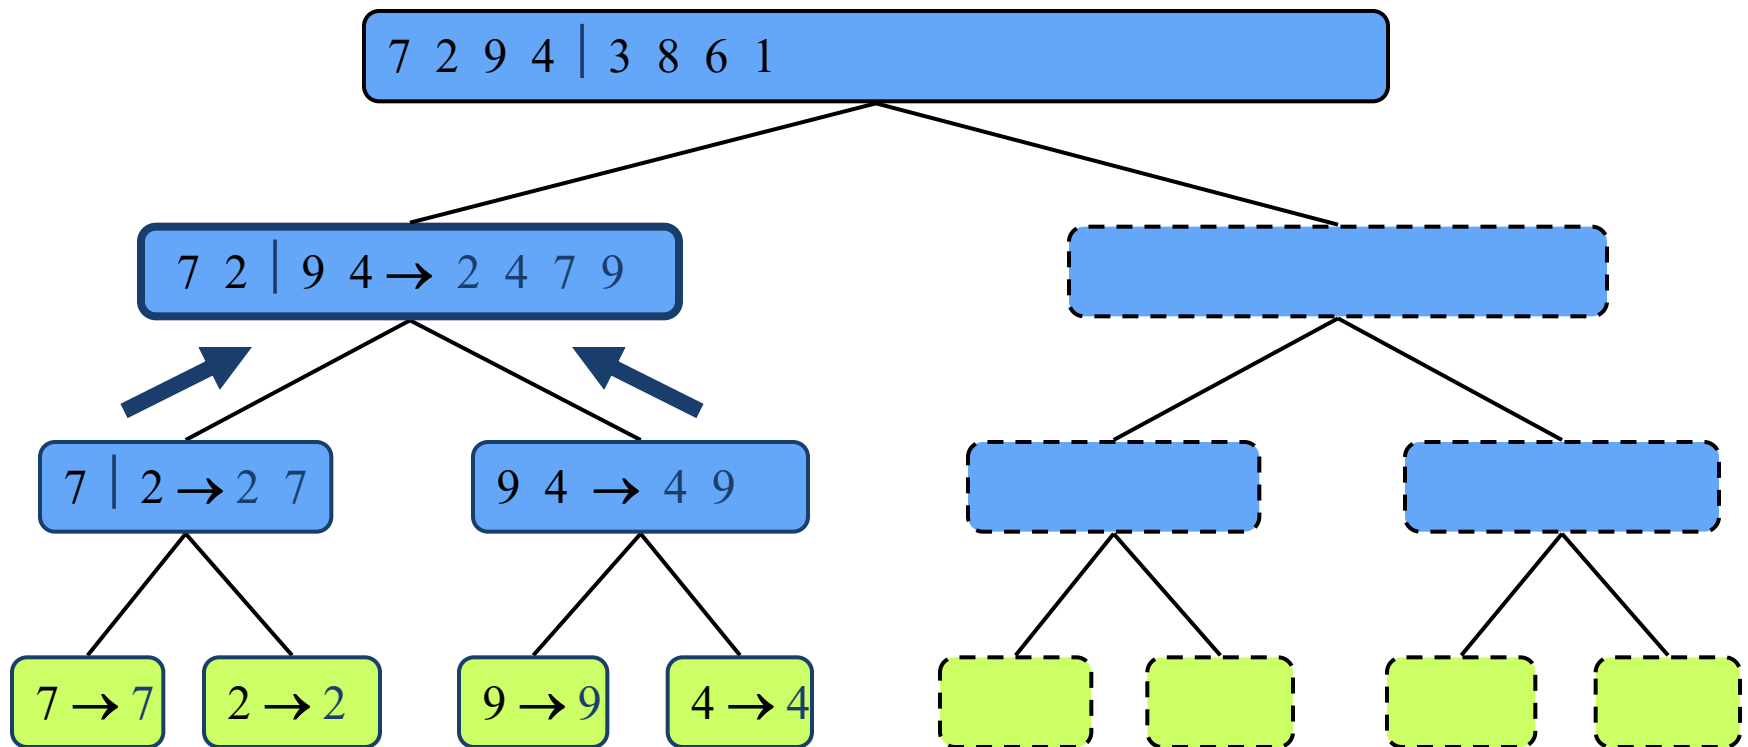 7 2 9 4 | 3 8 6 1
7 2 | 9 4 → 2 4 7 9
7 | 2 → 2 7
9 4 → 4 9
7 → 7
2 → 2
9 → 9
4 → 4